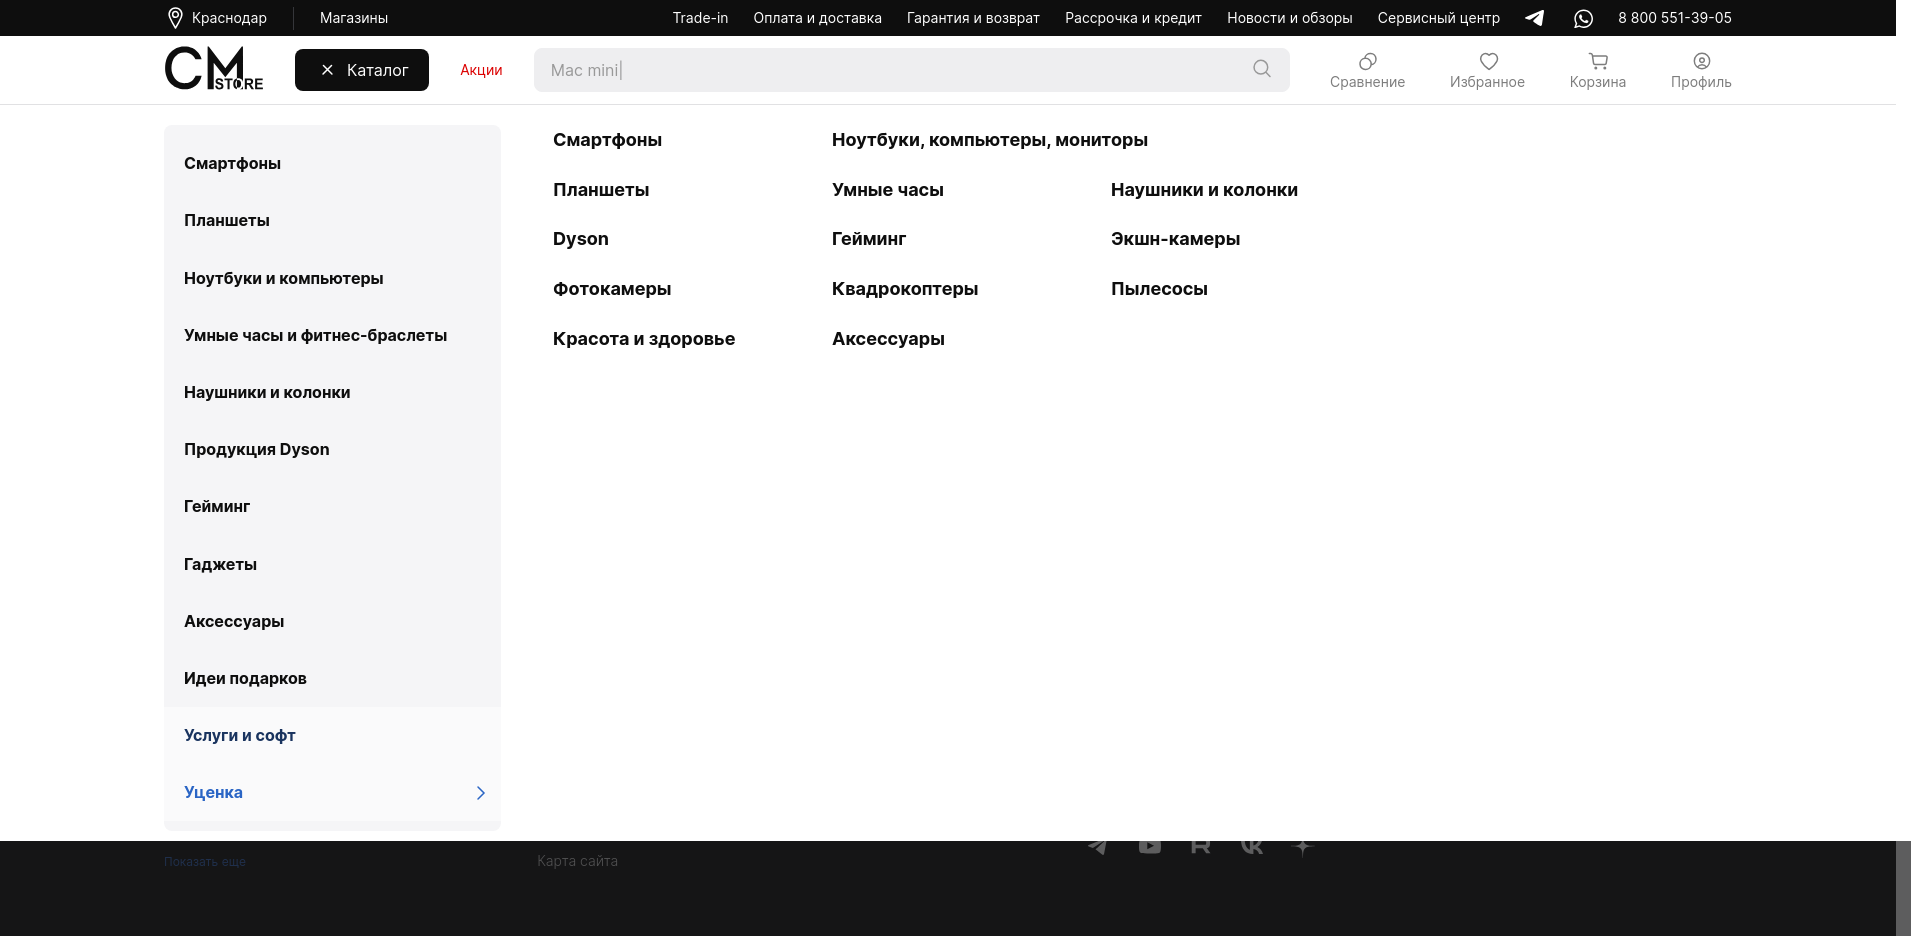 Краснодар Магазины Trade-in Оплата и доставка Гарантия и возврат Рассрочка и кредит Новости и обзоры Сервисный центр 8 800 551-39-05
CM STORE Каталог Акции Mac mini Сравнение Избранное Корзина Профиль
Смартфоны
Планшеты
Ноутбуки и компьютеры
Умные часы и фитнес-браслеты
Наушники и колонки
Продукция Dyson
Гейминг
Гаджеты
Аксессуары
Идеи подарков
Услуги и софт
Уценка
Смартфоны Ноутбуки, компьютеры, мониторы
Планшеты Умные часы Наушники и колонки
Dyson Гейминг Экшн-камеры
Фотокамеры Квадрокоптеры Пылесосы
Красота и здоровье Аксессуары
Показать еще Карта сайта